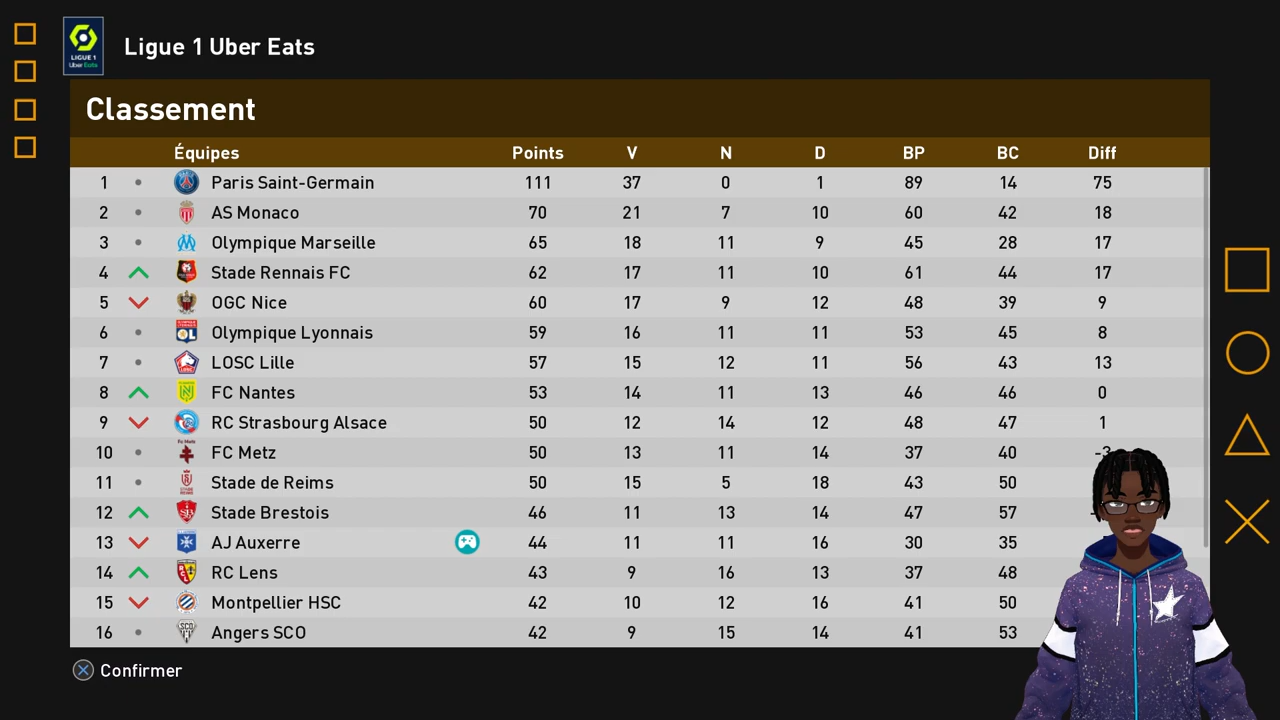 LIGUE 1
Uber Eats
Ligue 1 Uber Eats
Classement
Équipes Points V N D BP BC Diff
1 Paris Saint-Germain 111 37 0 1 89 14 75
2 AS Monaco 70 21 7 10 60 42 18
3 Olympique Marseille 65 18 11 9 45 28 17
4 Stade Rennais FC 62 17 11 10 61 44 17
5 OGC Nice 60 17 9 12 48 39 9
6 Olympique Lyonnais 59 16 11 11 53 45 8
7 LOSC Lille 57 15 12 11 56 43 13
8 FC Nantes 53 14 11 13 46 46 0
9 RC Strasbourg Alsace 50 12 14 12 48 47 1
10 FC Metz 50 13 11 14 37 40 -3
11 Stade de Reims 50 15 5 18 43 50
12 Stade Brestois 46 11 13 14 47 57
13 AJ Auxerre 44 11 11 16 30 35
14 RC Lens 43 9 16 13 37 48
15 Montpellier HSC 42 10 12 16 41 50
16 Angers SCO 42 9 15 14 41 53
Confirmer